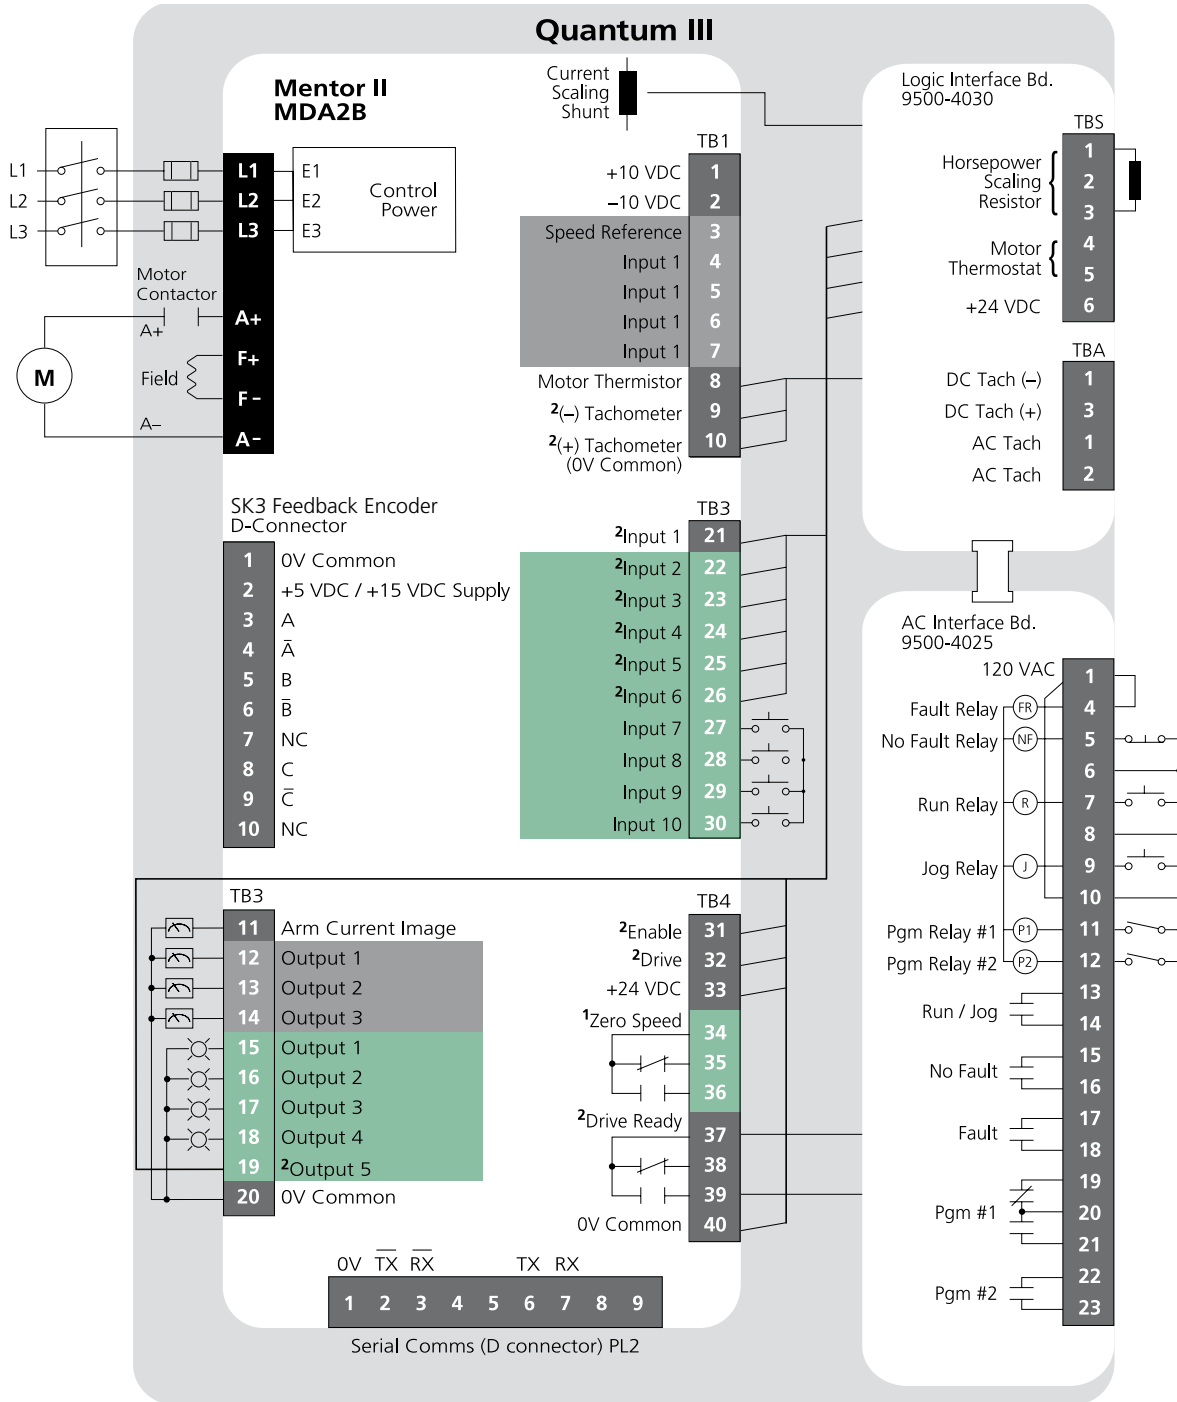 Quantum III
Mentor II
MDA2B
Current
Scaling
Shunt
L1
L2
L3
L1
L2
L3
E1
E2
E3
Control
Power
Motor
Contactor
A+
A+
F+
Field
F-
A–
A-
M
TB1
+10 VDC 1
–10 VDC 2
Speed Reference 3
Input 1 4
Input 1 5
Input 1 6
Input 1 7
Motor Thermistor 8
2(–) Tachometer 9
2(+) Tachometer 10
(0V Common)
SK3 Feedback Encoder
D-Connector
1 0V Common
2 +5 VDC / +15 VDC Supply
3 A
4 A̅
5 B
6 B̅
7 NC
8 C
9 C̅
10 NC
TB3
2Input 1 21
2Input 2 22
2Input 3 23
2Input 4 24
2Input 5 25
2Input 6 26
Input 7 27
Input 8 28
Input 9 29
Input 10 30
TB3
11 Arm Current Image
12 Output 1
13 Output 2
14 Output 3
15 Output 1
16 Output 2
17 Output 3
18 Output 4
19 2Output 5
20 0V Common
TB4
2Enable 31
2Drive 32
+24 VDC 33
1Zero Speed 34
35
36
2Drive Ready 37
38
39
0V Common 40
0V T̅X̅ R̅X̅ TX RX
1 2 3 4 5 6 7 8 9
Serial Comms (D connector) PL2
Logic Interface Bd.
9500-4030
TBS
1
2
3
Horsepower
Scaling
Resistor
4
5
Motor
Thermostat
+24 VDC 6
TBA
DC Tach (–) 1
DC Tach (+) 3
AC Tach 1
AC Tach 2
AC Interface Bd.
9500-4025
120 VAC 1
Fault Relay FR 4
No Fault Relay NF 5
6
Run Relay R 7
8
Jog Relay J 9
10
Pgm Relay #1 P1 11
Pgm Relay #2 P2 12
13
Run / Jog
14
15
No Fault
16
17
Fault
18
19
Pgm #1 20
21
22
Pgm #2
23